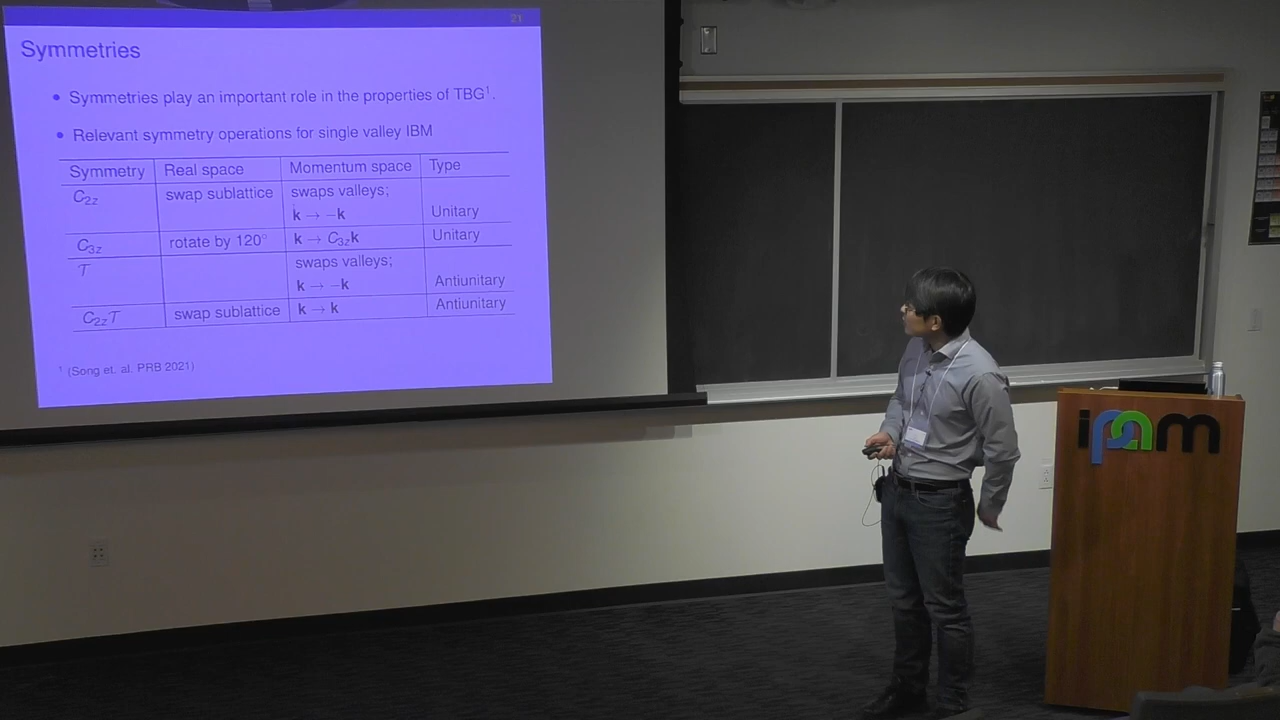 21
Symmetries
• Symmetries play an important role in the properties of TBG¹.
• Relevant symmetry operations for single valley IBM
Symmetry Real space Momentum space Type
C₂z swap sublattice swaps valleys;
k → −k Unitary
C₃z rotate by 120° k → C₃zk Unitary
T swaps valleys;
k → −k Antiunitary
C₂zT swap sublattice k → k Antiunitary
¹ (Song et. al. PRB 2021)
ipam